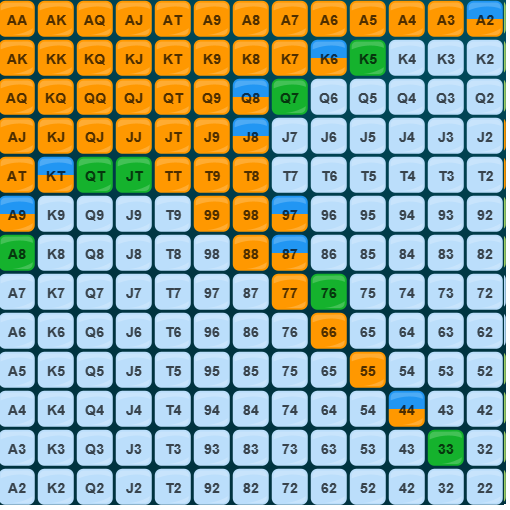 AA AK AQ AJ AT A9 A8 A7 A6 A5 A4 A3 A2
AK KK KQ KJ KT K9 K8 K7 K6 K5 K4 K3 K2
AQ KQ QQ QJ QT Q9 Q8 Q7 Q6 Q5 Q4 Q3 Q2
AJ KJ QJ JJ JT J9 J8 J7 J6 J5 J4 J3 J2
AT KT QT JT TT T9 T8 T7 T6 T5 T4 T3 T2
A9 K9 Q9 J9 T9 99 98 97 96 95 94 93 92
A8 K8 Q8 J8 T8 98 88 87 86 85 84 83 82
A7 K7 Q7 J7 T7 97 87 77 76 75 74 73 72
A6 K6 Q6 J6 T6 96 86 76 66 65 64 63 62
A5 K5 Q5 J5 T5 95 85 75 65 55 54 53 52
A4 K4 Q4 J4 T4 94 84 74 64 54 44 43 42
A3 K3 Q3 J3 T3 93 83 73 63 53 43 33 32
A2 K2 Q2 J2 T2 92 82 72 62 52 42 32 22